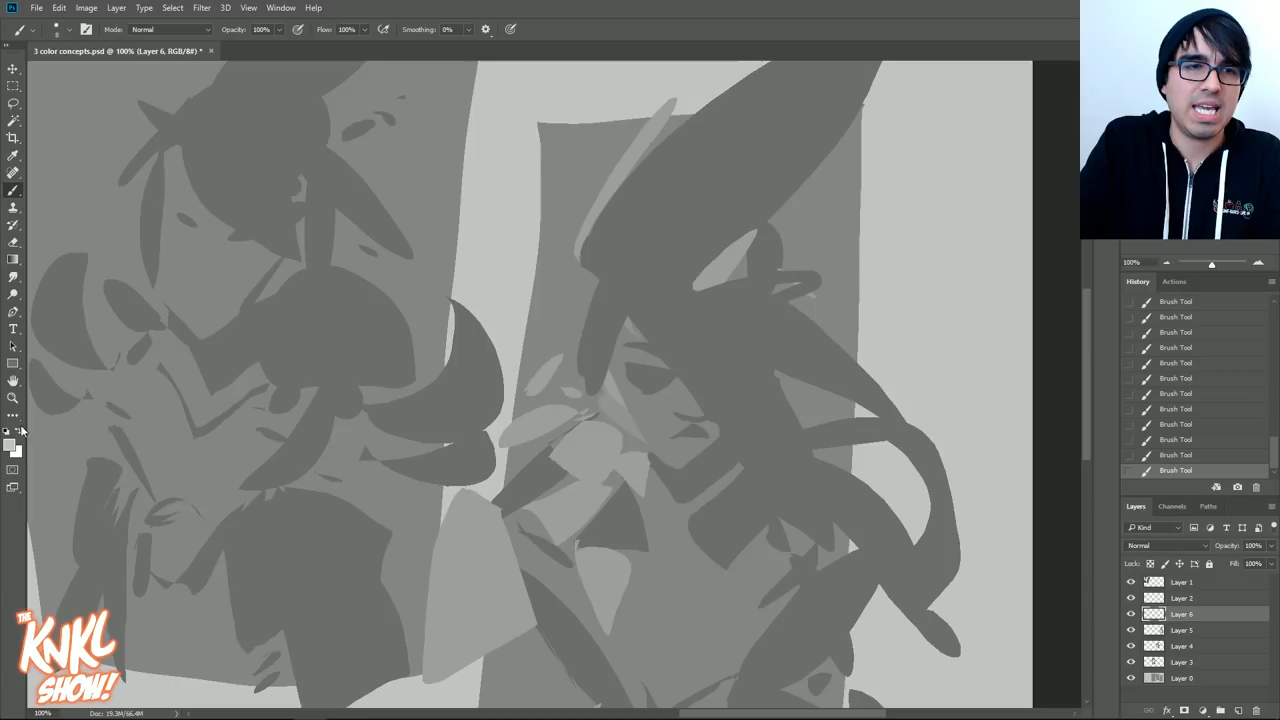 Ps File Edit Image Layer Type Select Filter 3D View Window Help
8 Mode: Normal Opacity: 100% Flow: 100% Smoothing: 0%
3 color concepts.psd @ 100% (Layer 6, RGB/8#) * ×
100%
History Actions
Brush Tool
Brush Tool
Brush Tool
Brush Tool
Brush Tool
Brush Tool
Brush Tool
Brush Tool
Brush Tool
Brush Tool
Brush Tool
Brush Tool
Layers Channels Paths
Kind
Normal Opacity: 100%
Lock: Fill: 100%
Layer 1
Layer 2
Layer 6
Layer 5
Layer 4
Layer 3
Layer 0
THE
KNKL
SHOW!
100% Doc: 19.3M/66.4M